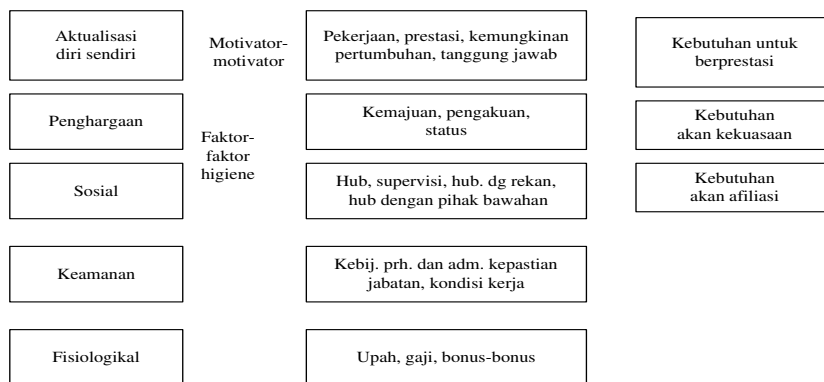 Aktualisasi
diri sendiri
Motivator-
motivator
Pekerjaan, prestasi, kemungkinan
pertumbuhan, tanggung jawab
Kebutuhan untuk
berprestasi
Penghargaan
Faktor-
faktor
higiene
Kemajuan, pengakuan,
status
Kebutuhan
akan kekuasaan
Sosial
Hub, supervisi, hub. dg rekan,
hub dengan pihak bawahan
Kebutuhan
akan afiliasi
Keamanan
Kebij. prh. dan adm. kepastian
jabatan, kondisi kerja
Fisiologikal
Upah, gaji, bonus-bonus